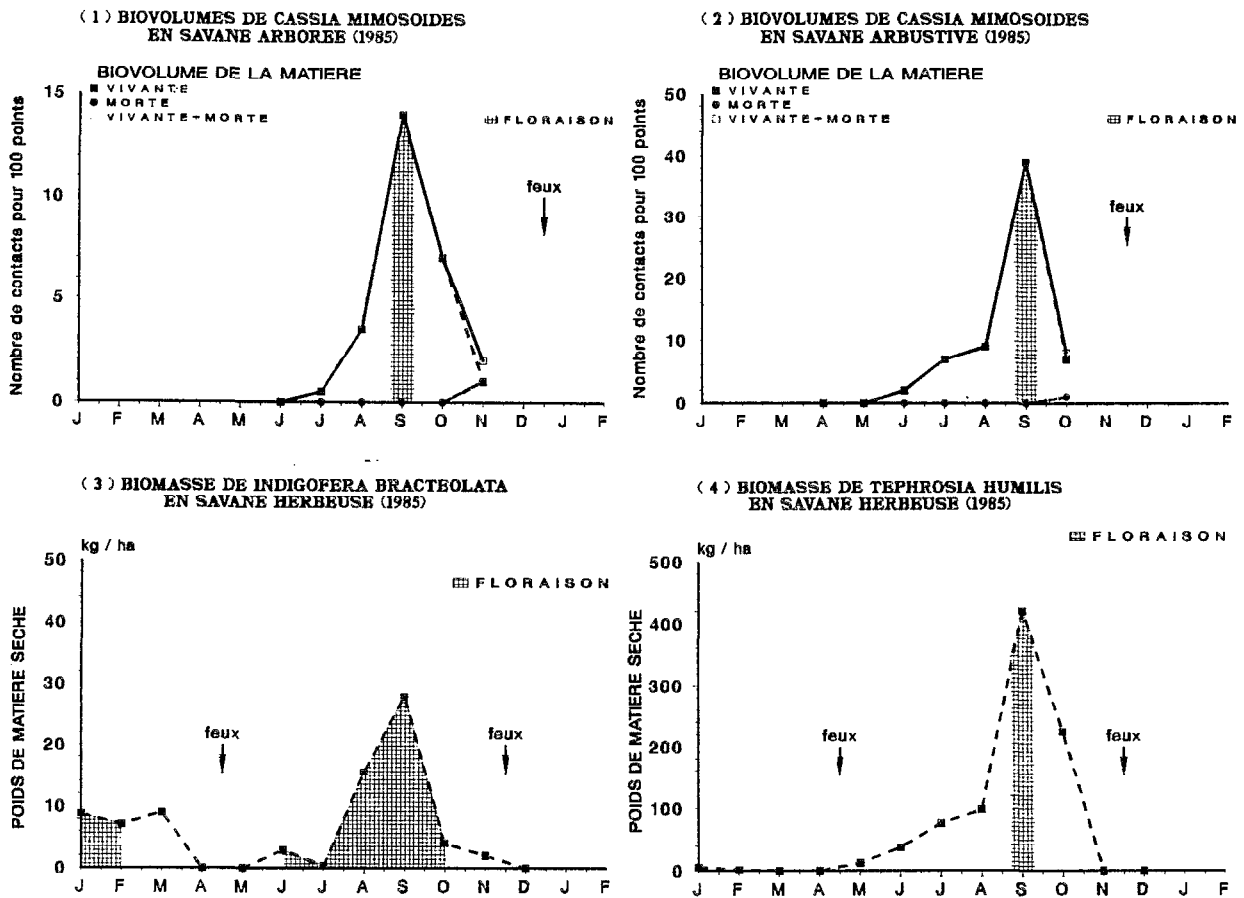 ( 1 ) BIOVOLUMES DE CASSIA MIMOSOIDES
EN SAVANE ARBOREE (1985)
BIOVOLUME DE LA MATIERE
VIVANTE
MORTE
VIVANTE+MORTE
FLORAISON
feux
Nombre de contacts pour 100 points
15
10
5
0
J F M A M J J A S O N D J F
( 2 ) BIOVOLUMES DE CASSIA MIMOSOIDES
EN SAVANE ARBUSTIVE (1985)
BIOVOLUME DE LA MATIERE
VIVANTE
MORTE
VIVANTE+MORTE
FLORAISON
feux
Nombre de contacts pour 100 points
50
40
30
20
10
0
J F M A M J J A S O N D J F
( 3 ) BIOMASSE DE INDIGOFERA BRACTEOLATA
EN SAVANE HERBEUSE (1985)
kg / ha
FLORAISON
feux
feux
POIDS DE MATIERE SECHE
50
40
30
20
10
0
J F M A M J J A S O N D J F
( 4 ) BIOMASSE DE TEPHROSIA HUMILIS
EN SAVANE HERBEUSE (1985)
FLORAISON
kg / ha
feux
feux
POIDS DE MATIERE SECHE
500
400
300
200
100
0
J F M A M J J A S O N D J F